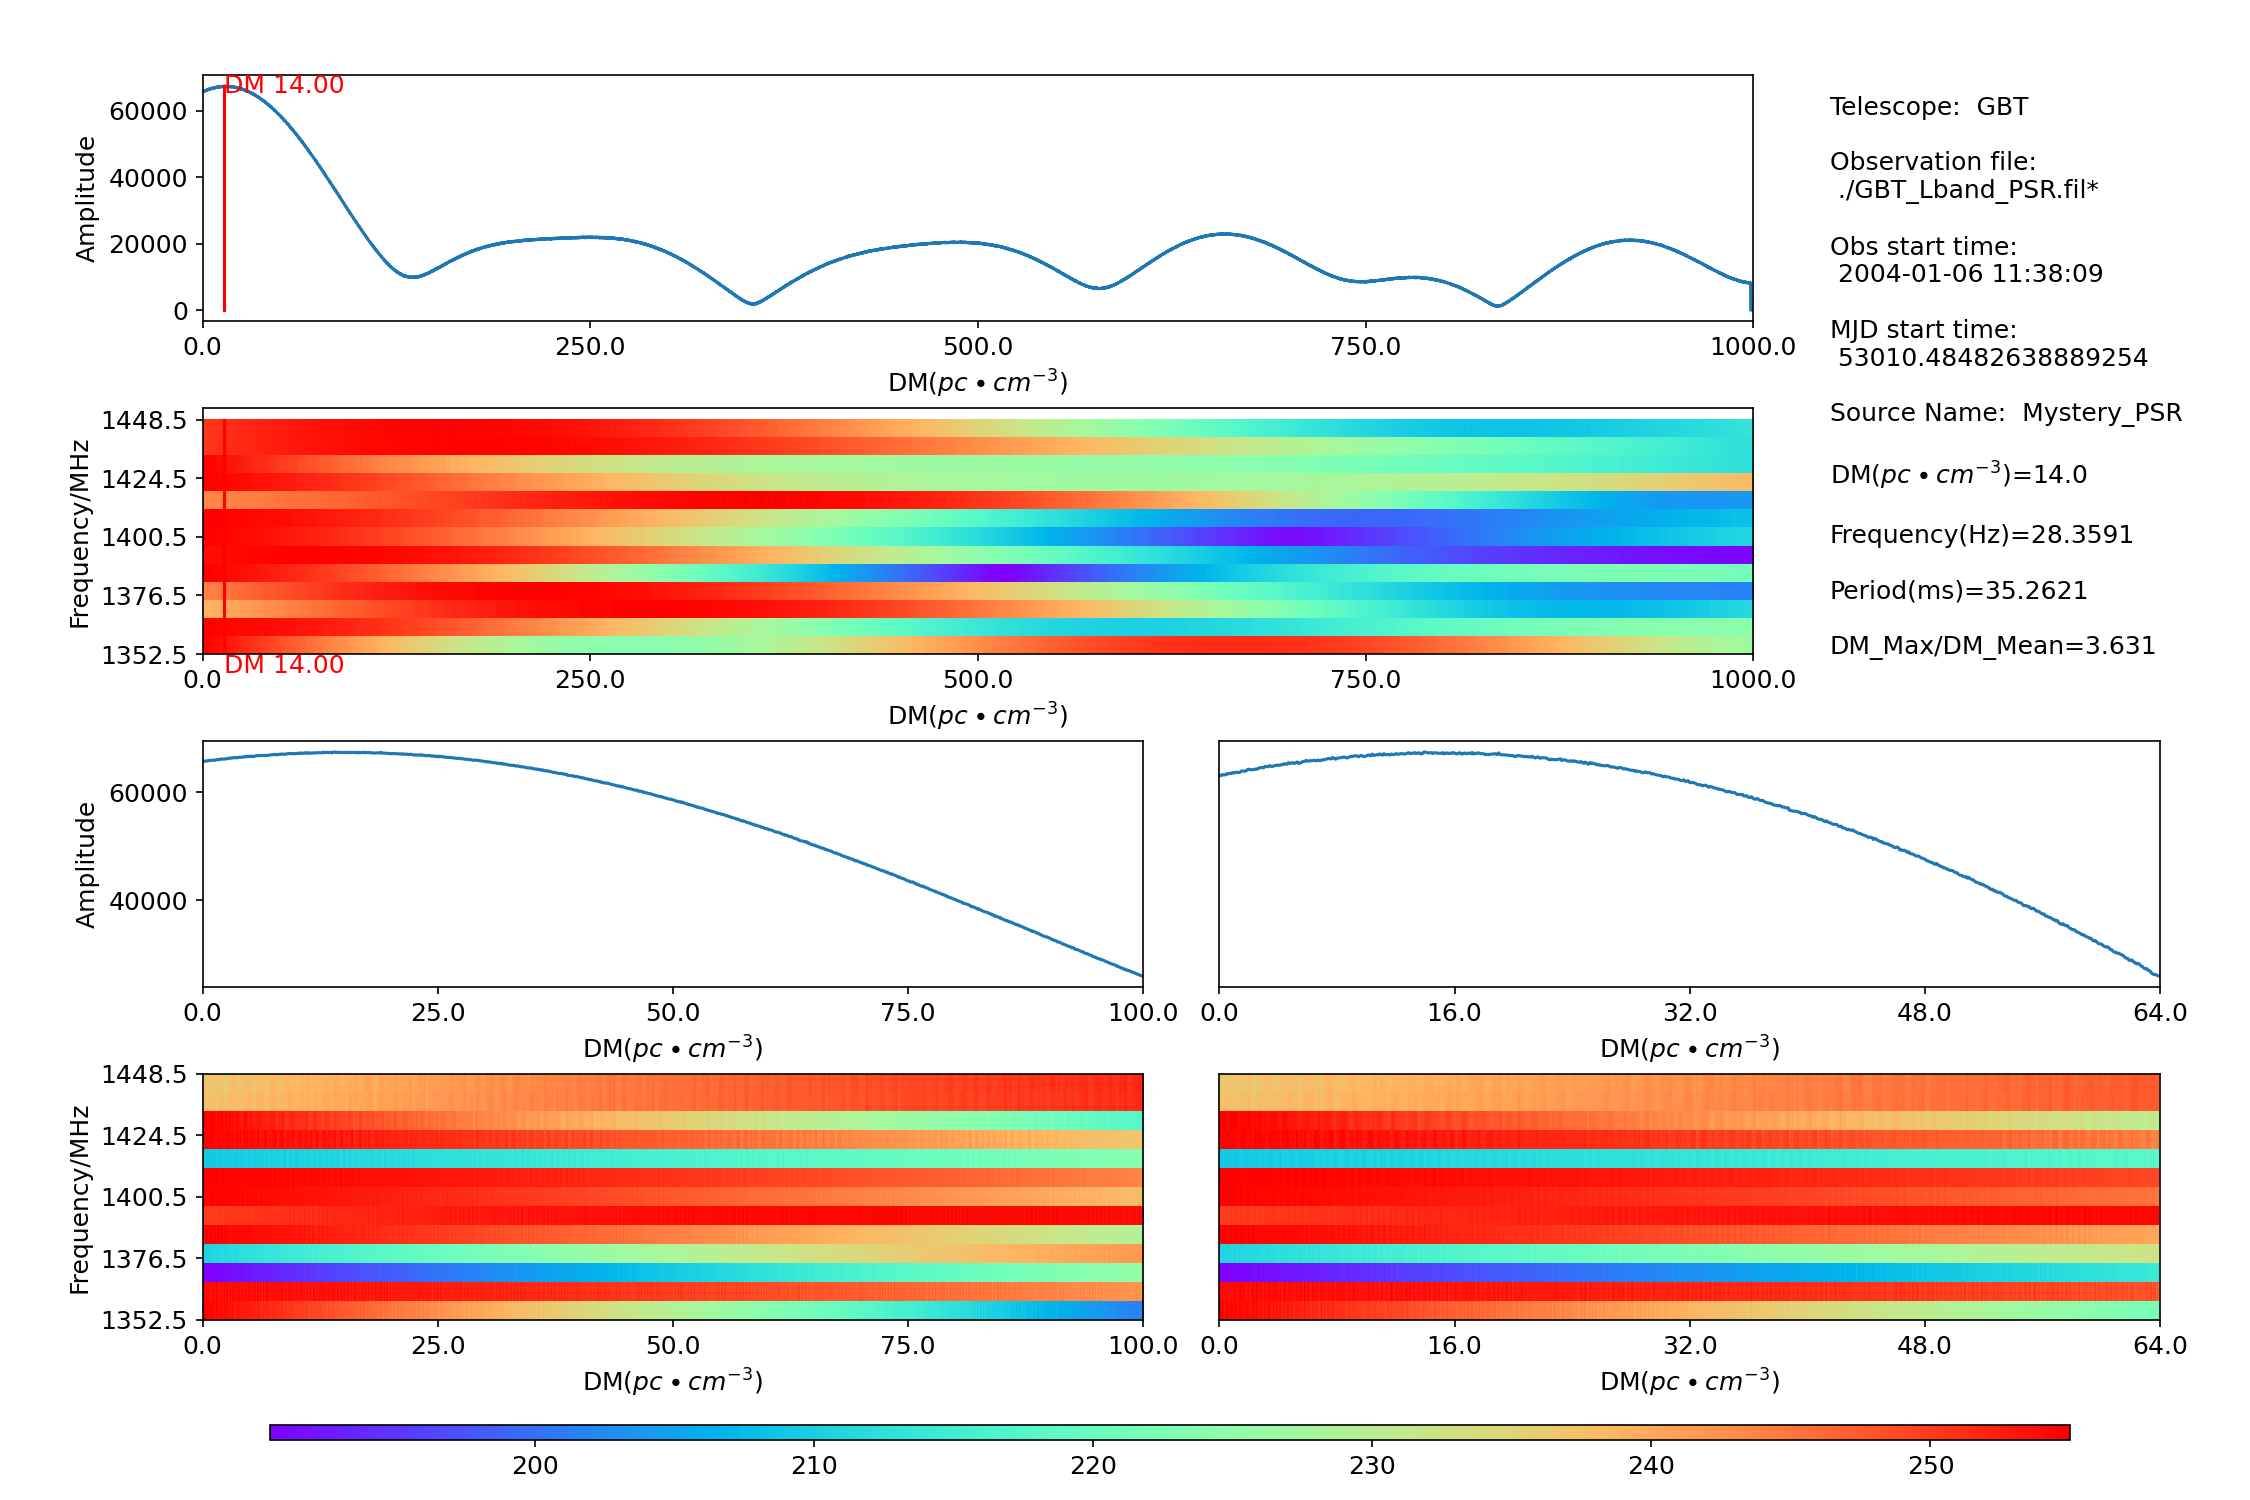 DM 14.00
60000
40000
20000
0
Amplitude
0.0 250.0 500.0 750.0 1000.0
DM(pc • cm⁻³)
Telescope:  GBT
Observation file:
./GBT_Lband_PSR.fil*
Obs start time:
2004-01-06 11:38:09
MJD start time:
53010.48482638889254
Source Name:  Mystery_PSR
DM(pc • cm⁻³)=14.0
Frequency(Hz)=28.3591
Period(ms)=35.2621
DM_Max/DM_Mean=3.631
1448.5
1424.5
1400.5
1376.5
1352.5
Frequency/MHz
DM 14.00
0.0 250.0 500.0 750.0 1000.0
DM(pc • cm⁻³)
60000
40000
Amplitude
0.0 25.0 50.0 75.0 100.0
DM(pc • cm⁻³)
0.0 16.0 32.0 48.0 64.0
DM(pc • cm⁻³)
1448.5
1424.5
1400.5
1376.5
1352.5
Frequency/MHz
0.0 25.0 50.0 75.0 100.0
DM(pc • cm⁻³)
0.0 16.0 32.0 48.0 64.0
DM(pc • cm⁻³)
200 210 220 230 240 250